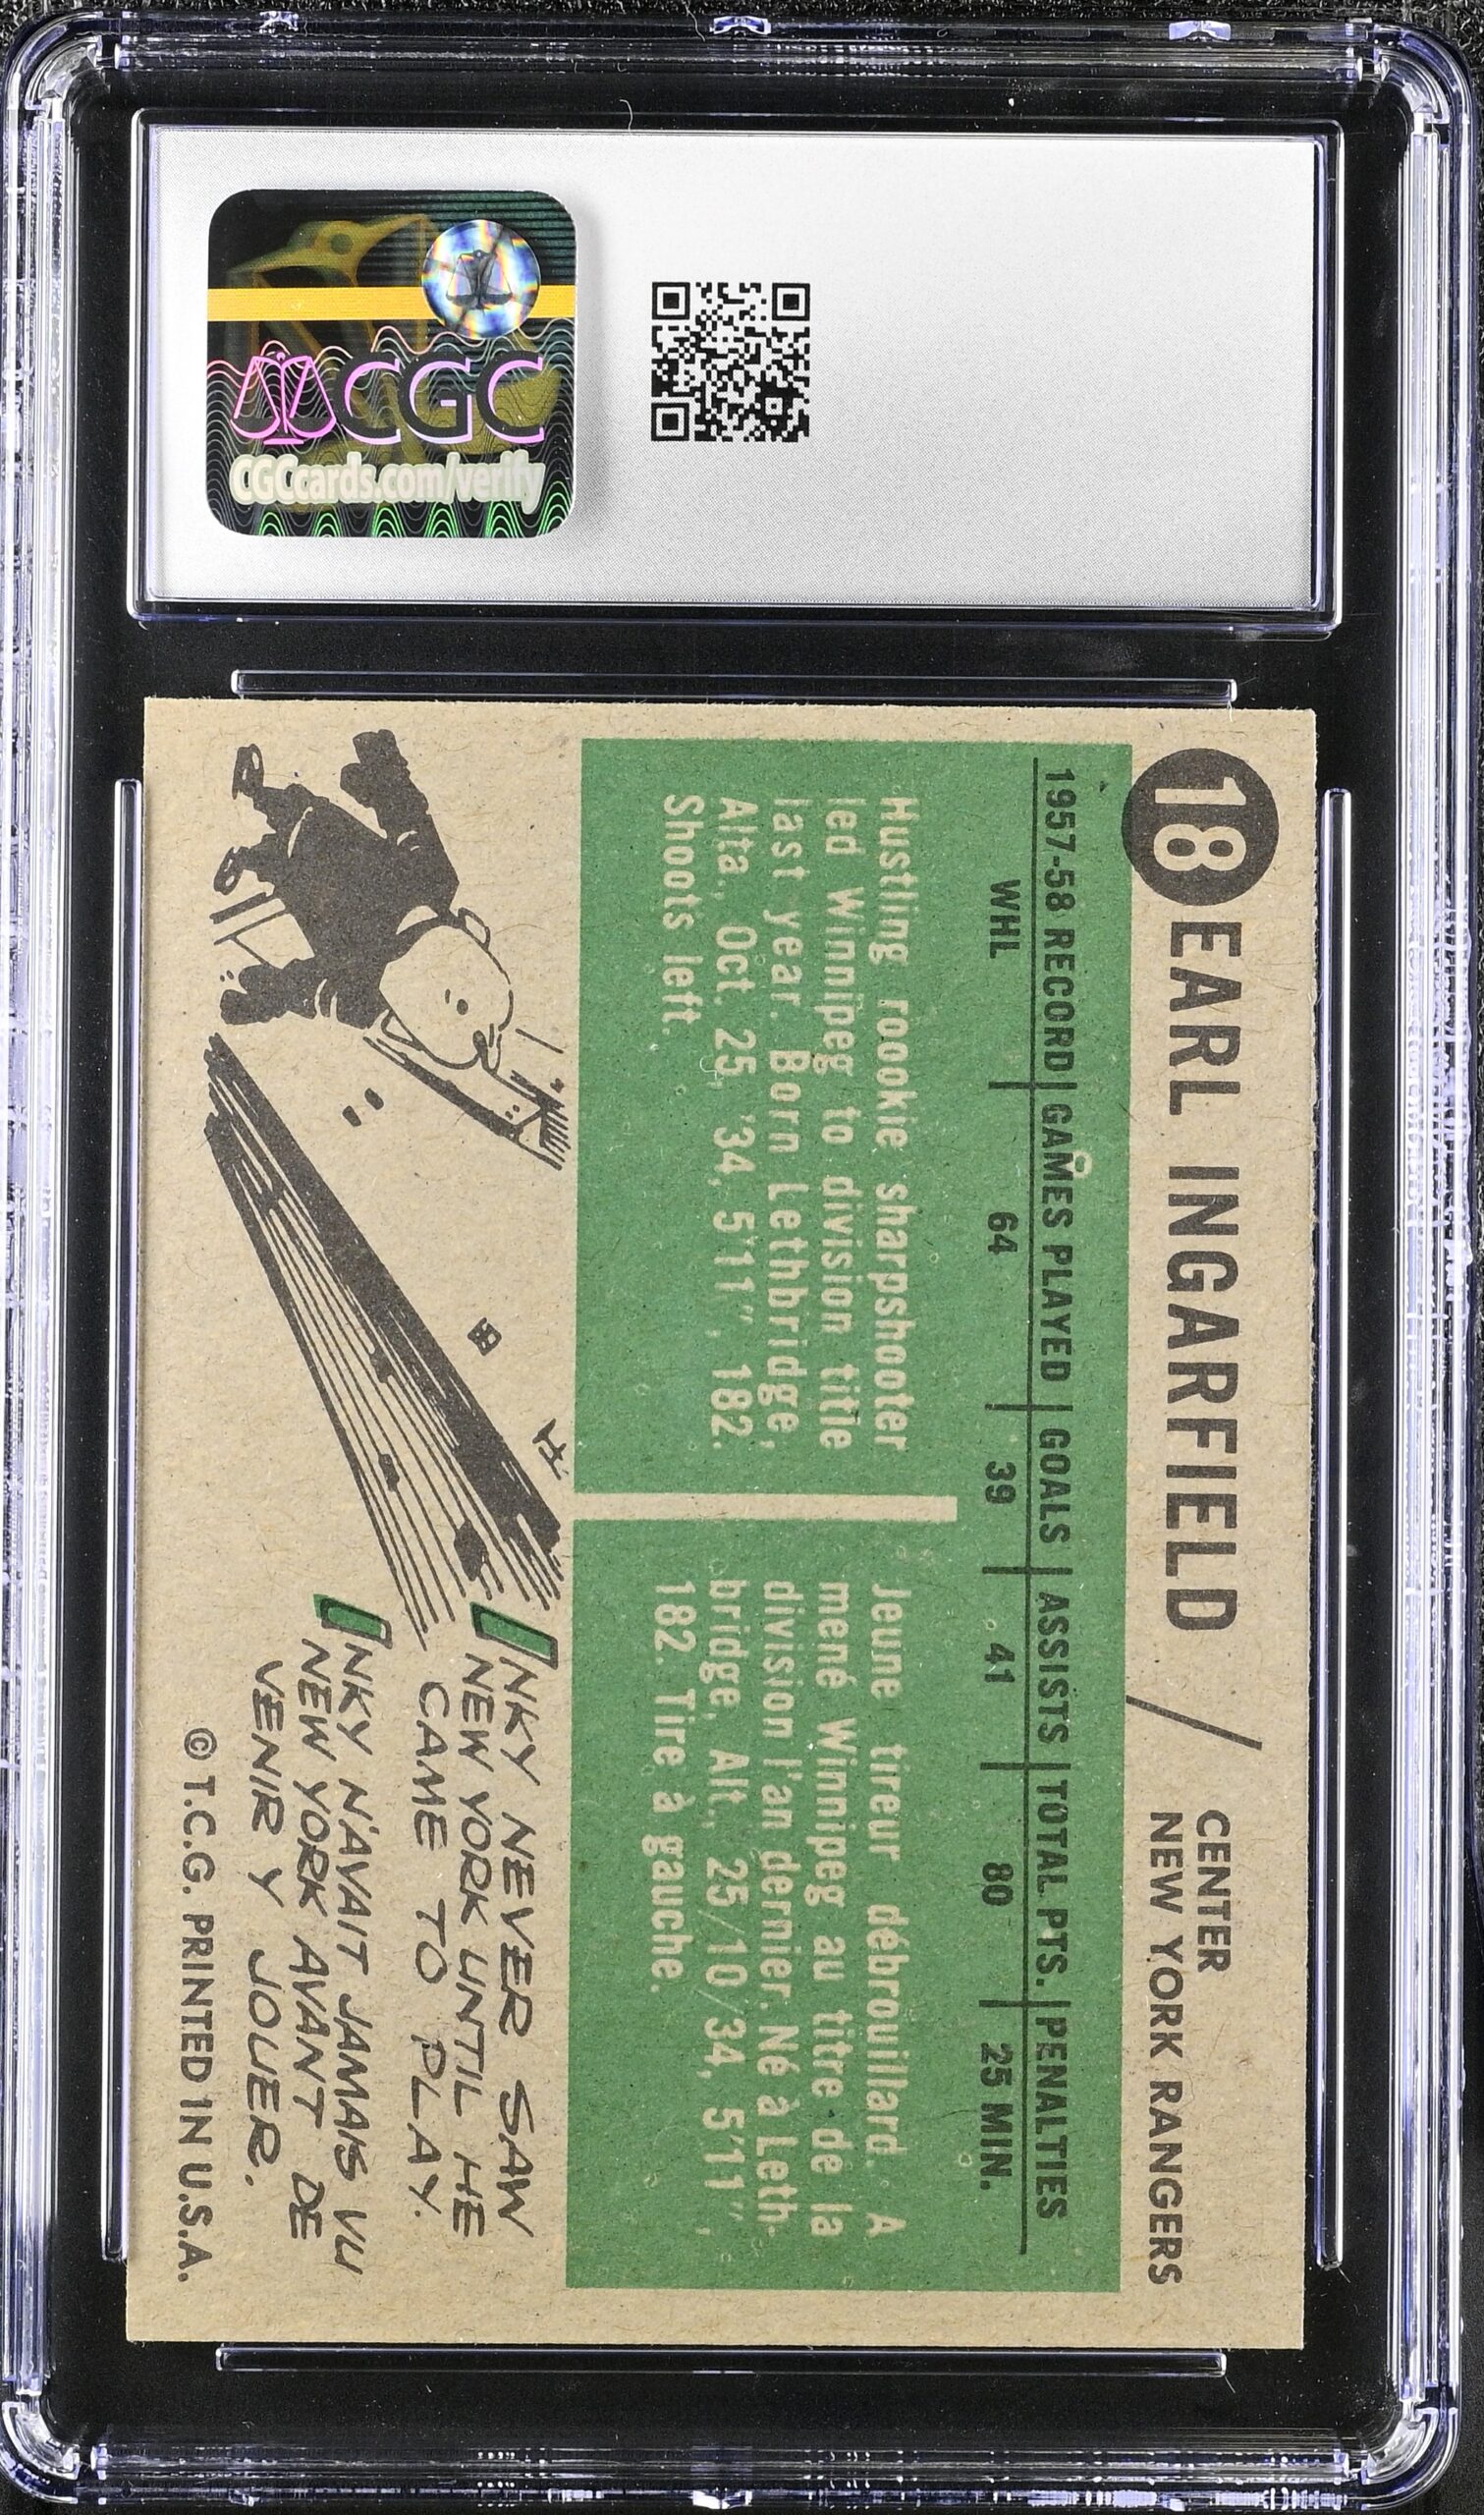 CGC
CGCcards.com/verify
18 EARL INGARFIELD / CENTER
NEW YORK RANGERS
1957-58 RECORD | GAMES PLAYED | GOALS | ASSISTS | TOTAL PTS. | PENALTIES
WHL 64 39 41 80 25 MIN.
Hustling rookie sharpshooter
led Winnipeg to division title
last year. Born Lethbridge,
Alta, Oct. 25, '34, 5'11", 182.
Shoots left.
Jeune tireur débrouillard. A
mené Winnipeg au titre de la
division l'an dernier. Né à Leth-
bridge, Alt., 25/10/34, 5'11",
182. Tire à gauche.
INKY NEVER SAW
NEW YORK UNTIL HE
CAME TO PLAY.
INKY N'AVAIT JAMAIS VU
NEW YORK AVANT DE
VENIR Y JOUER.
© T.C.G. PRINTED IN U.S.A.